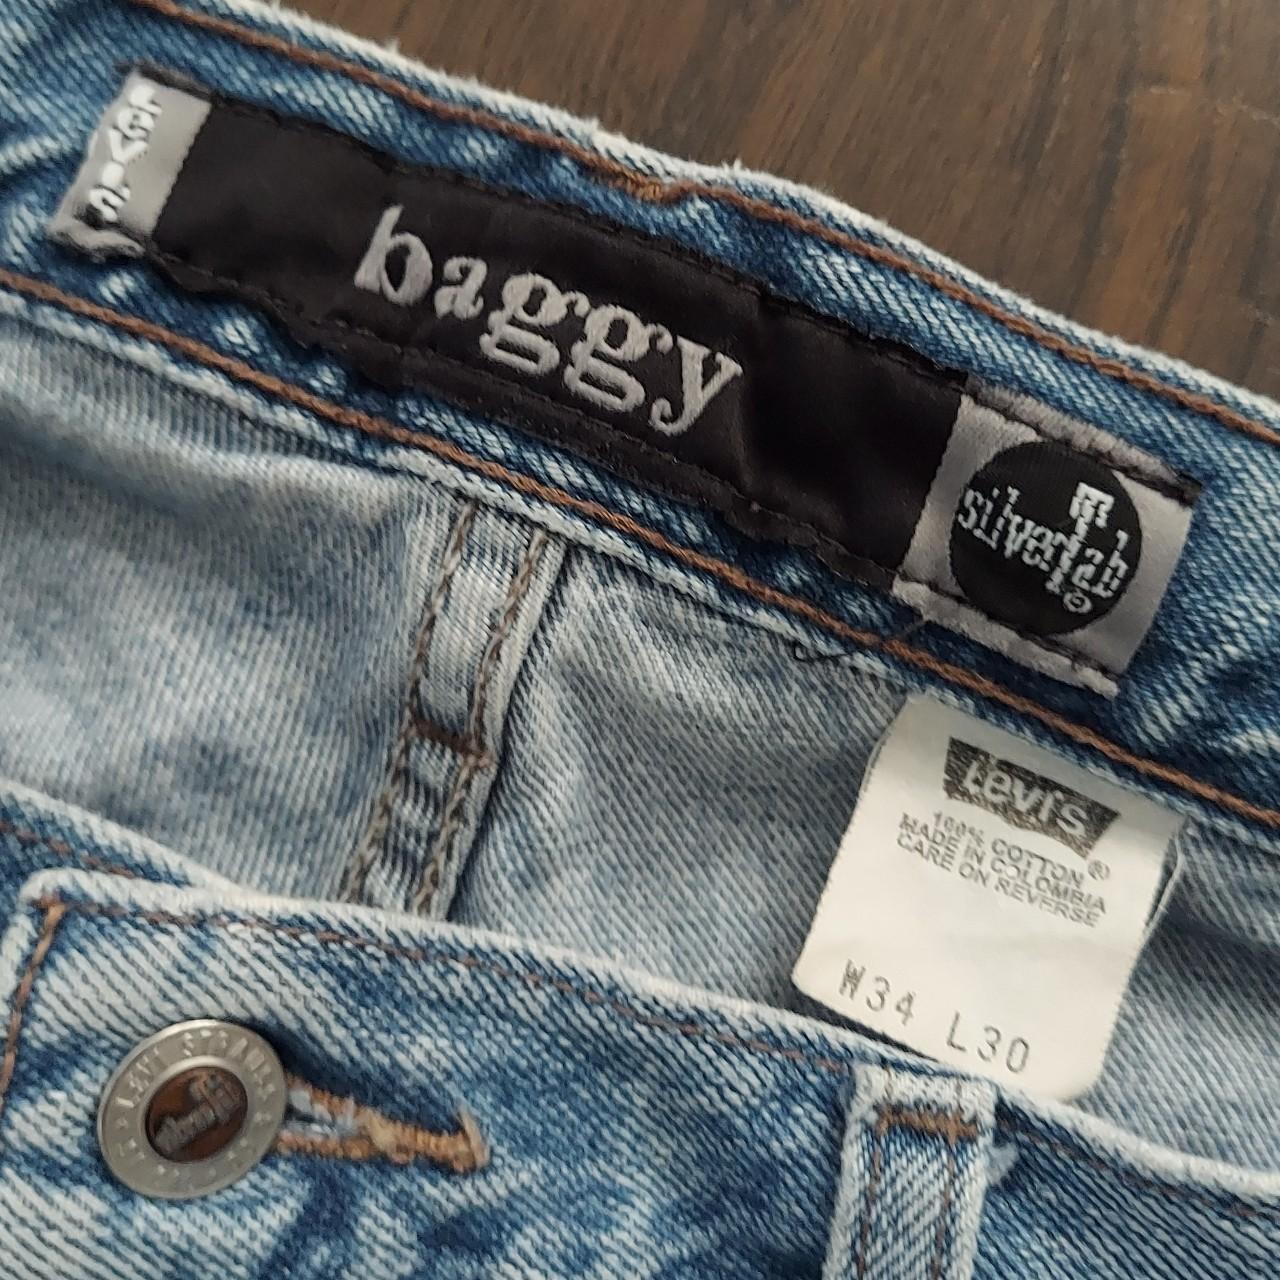 LEVI'S
baggy
silverTab®
Levi's®
100% COTTON
MADE IN COLOMBIA
CARE ON REVERSE
W34 L30
LEVI STRAUSS &